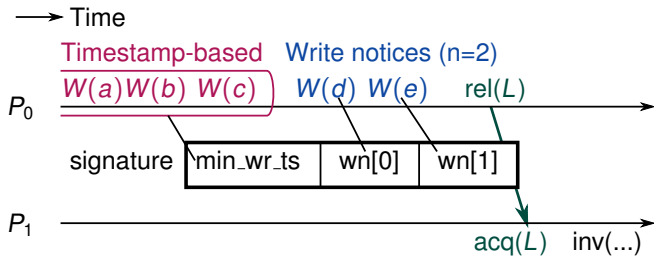 Time
Timestamp-based Write notices (n=2)
W(a)W(b) W(c) W(d) W(e) rel(L)
P0
signature min_wr_ts wn[0] wn[1]
P1
acq(L) inv(...)